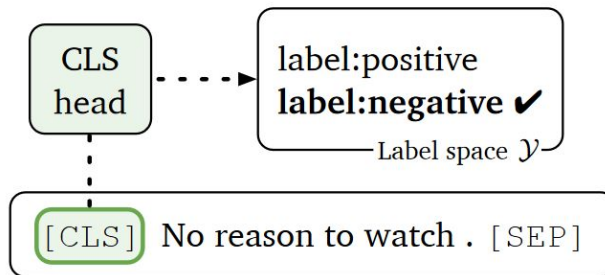 CLS
head
label:positive
label:negative ✔
Label space 𝒴
[CLS] No reason to watch . [SEP]